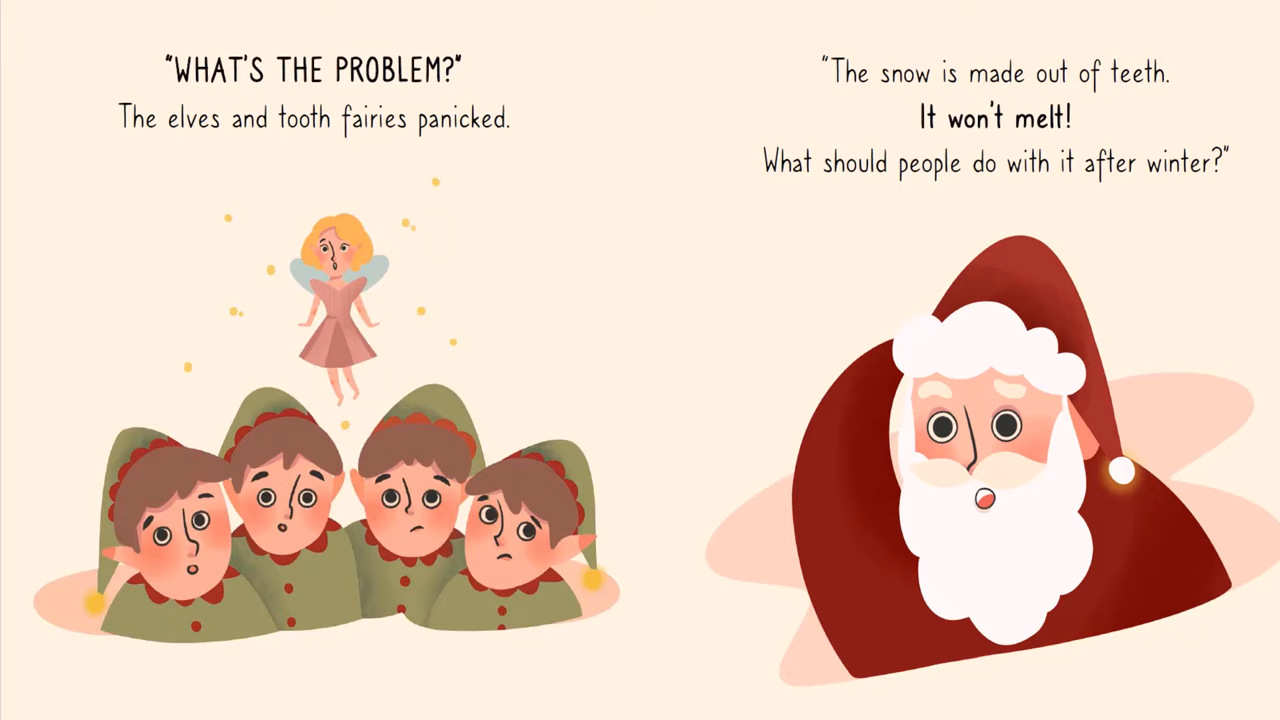 "WHAT'S THE PROBLEM?"
The elves and tooth fairies panicked.
"The snow is made out of teeth.
It won't melt!
What should people do with it after winter?"